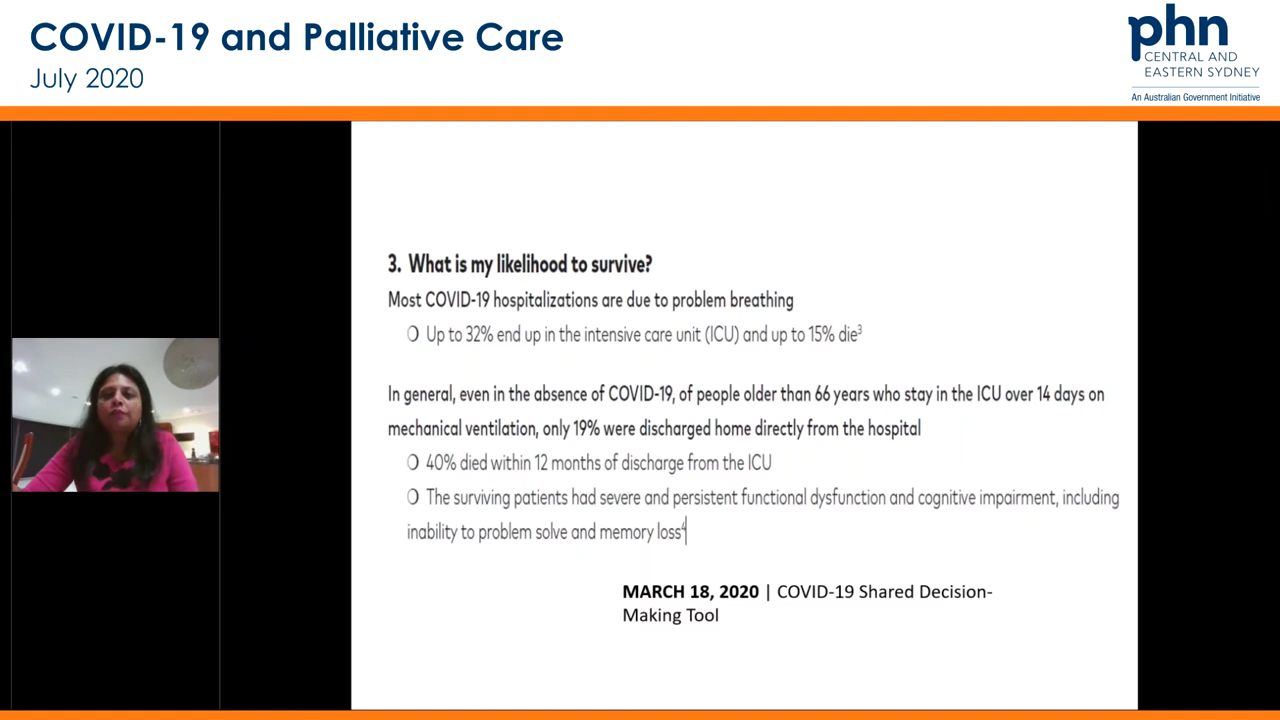 COVID-19 and Palliative Care
July 2020
phn
CENTRAL AND
EASTERN SYDNEY
An Australian Government Initiative
3. What is my likelihood to survive?
Most COVID-19 hospitalizations are due to problem breathing
Up to 32% end up in the intensive care unit (ICU) and up to 15% die³
In general, even in the absence of COVID-19, of people older than 66 years who stay in the ICU over 14 days on
mechanical ventilation, only 19% were discharged home directly from the hospital
40% died within 12 months of discharge from the ICU
The surviving patients had severe and persistent functional dysfunction and cognitive impairment, including
inability to problem solve and memory loss⁴
MARCH 18, 2020 | COVID-19 Shared Decision-
Making Tool